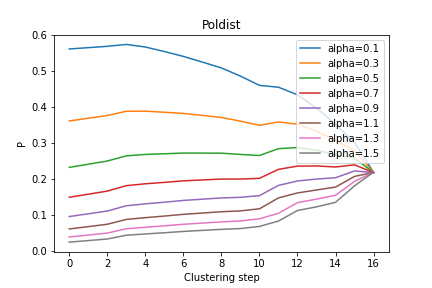 Poldist
P
0.6
0.5
0.4
0.3
0.2
0.1
0.0
0 2 4 6 8 10 12 14 16
Clustering step
alpha=0.1
alpha=0.3
alpha=0.5
alpha=0.7
alpha=0.9
alpha=1.1
alpha=1.3
alpha=1.5